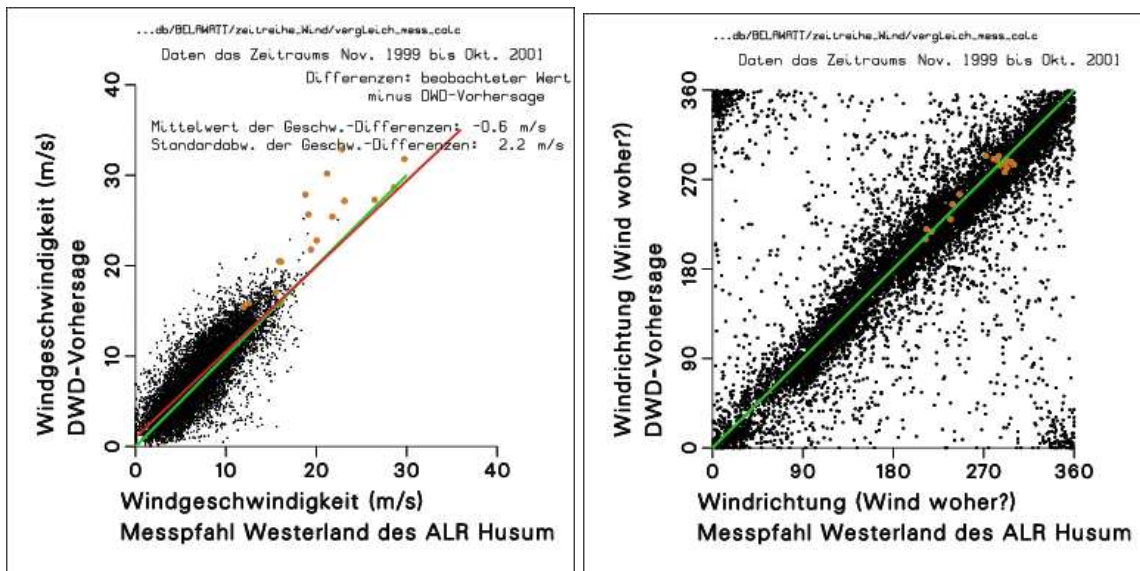 ...db/BELAWATT/zeitreihe_Wind/vergleich_mess_calc
Daten das Zeitraums Nov. 1999 bis Okt. 2001
Differenzen: beobachteter Wert
minus DWD-Vorhersage
Mittelwert der Geschw.-Differenzen: -0.6 m/s
Standardabw. der Geschw.-Differenzen: 2.2 m/s
Windgeschwindigkeit (m/s)
DWD-Vorhersage
40
30
20
10
0
0 10 20 30 40
Windgeschwindigkeit (m/s)
Messpfahl Westerland des ALR Husum
...db/BELAWATT/zeitreihe_Wind/vergleich_mess_calc
Daten das Zeitraums Nov. 1999 bis Okt. 2001
Windrichtung (Wind woher?)
DWD-Vorhersage
360
270
180
90
0
0 90 180 270 360
Windrichtung (Wind woher?)
Messpfahl Westerland des ALR Husum